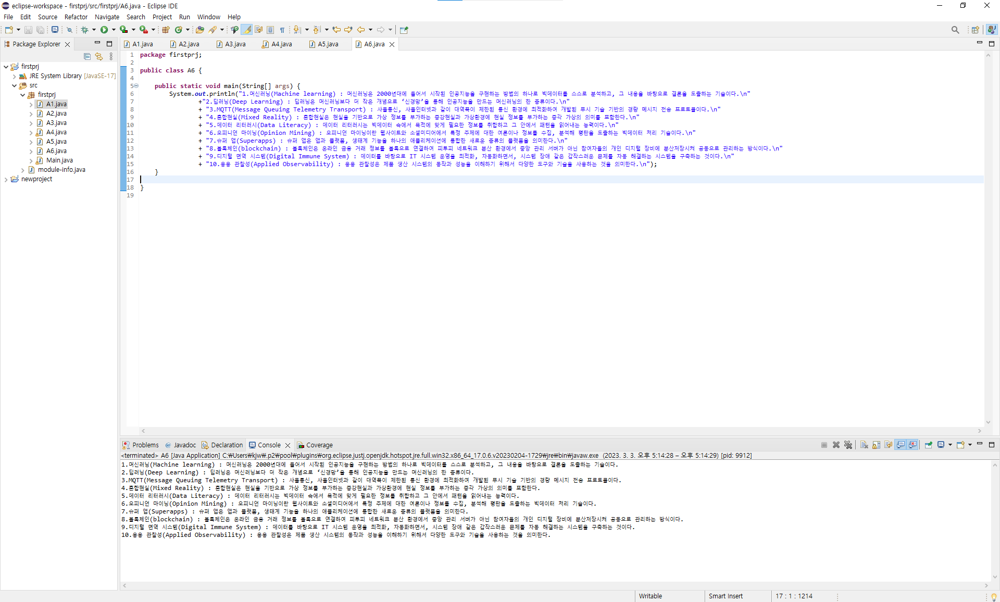 eclipse-workspace - firstprj/src/firstprj/A6.java - Eclipse IDE
File Edit Source Refactor Navigate Search Project Run Window Help
Package Explorer
A1.java A2.java A3.java A4.java A5.java A6.java
firstprj
JRE System Library [JavaSE-17]
src
firstprj
A1.java
A2.java
A3.java
A4.java
A5.java
A6.java
Main.java
module-info.java
newproject
1 package firstprj;
2
3 public class A6 {
4
5 public static void main(String[] args) {
6 System.out.println("1.머신러닝(Machine learning) : 머신러닝은 2000년대에 들어서 시작된 인공지능을 구현하는 방법의 하나로 빅데이터를 스스로 분석하고, 그 내용을 바탕으로 결론을 도출하는 기술이다.\n"
7 +"2.딥러닝(Deep Learning) : 딥러닝은 머신러닝보다 더 작은 개념으로 ‘신경망’을 통해 인공지능을 만드는 머신러닝의 한 종류이다.\n"
8 + "3.MQTT(Message Queuing Telemetry Transport) : 사물통신, 사물인터넷과 같이 대역폭이 제한된 통신 환경에 최적화하여 개발된 푸시 기술 기반의 경량 메시지 전송 프로토콜이다.\n"
9 + "4.혼합현실(Mixed Reality) : 혼합현실은 현실을 기반으로 가상 정보를 부가하는 증강현실과 가상환경에 현실 정보를 부가하는 증각 가상의 의미를 포함한다.\n"
10 + "5.데이터 리터러시(Data Literacy) : 데이터 리터러시는 빅데이터 속에서 목적에 맞게 필요한 정보를 취합하고 그 안에서 패턴을 읽어내는 능력이다.\n"
11 + "6.오피니언 마이닝(Opinion Mining) : 오피니언 마이닝이란 웹사이트와 소셜미디어에서 특정 주제에 대한 여론이나 정보를 수집, 분석해 평판을 도출하는 빅데이터 처리 기술이다.\n"
12 + "7.슈퍼 앱(Superapps) : 슈퍼 앱은 앱과 플랫폼, 생태계 기능을 하나의 애플리케이션에 통합한 새로운 종류의 플랫폼을 의미한다.\n"
13 + "8.블록체인(blockchain) : 블록체인은 온라인 금융 거래 정보를 블록으로 연결하여 피투피 네트워크 분산 환경에서 중앙 관리 서버가 아닌 참여자들의 개인 디지털 장비에 분산저장시켜 공동으로 관리하는 방식이다.\n"
14 + "9.디지털 면역 시스템(Digital Immune System) : 데이터를 바탕으로 IT 시스템 운영을 최적화, 자동화하면서, 시스템 장애 같은 갑작스러운 문제를 자동 해결하는 시스템을 구축하는 것이다.\n"
15 + "10.응용 관찰성(Applied Observability) : 응용 관찰성은 제품 생산 시스템의 동작과 성능을 이해하기 위해서 다양한 도구와 기술을 사용하는 것을 의미한다.\n");
16 }
17
18 }
19
Problems Javadoc Declaration Console Coverage
<terminated> A6 [Java Application] C:₩Users₩kjw₩.p2₩pool₩plugins₩org.eclipse.justj.openjdk.hotspot.jre.full.win32.x86_64_17.0.6.v20230204-1729₩jre₩bin₩javaw.exe (2023. 3. 3. 오후 5:14:28 – 오후 5:14:29) [pid: 9912]
1.머신러닝(Machine learning) : 머신러닝은 2000년대에 들어서 시작된 인공지능을 구현하는 방법의 하나로 빅데이터를 스스로 분석하고, 그 내용을 바탕으로 결론을 도출하는 기술이다.
2.딥러닝(Deep Learning) : 딥러닝은 머신러닝보다 더 작은 개념으로 ‘신경망’을 통해 인공지능을 만드는 머신러닝의 한 종류이다.
3.MQTT(Message Queuing Telemetry Transport) : 사물통신, 사물인터넷과 같이 대역폭이 제한된 통신 환경에 최적화하여 개발된 푸시 기술 기반의 경량 메시지 전송 프로토콜이다.
4.혼합현실(Mixed Reality) : 혼합현실은 현실을 기반으로 가상 정보를 부가하는 증강현실과 가상환경에 현실 정보를 부가하는 증각 가상의 의미를 포함한다.
5.데이터 리터러시(Data Literacy) : 데이터 리터러시는 빅데이터 속에서 목적에 맞게 필요한 정보를 취합하고 그 안에서 패턴을 읽어내는 능력이다.
6.오피니언 마이닝(Opinion Mining) : 오피니언 마이닝이란 웹사이트와 소셜미디어에서 특정 주제에 대한 여론이나 정보를 수집, 분석해 평판을 도출하는 빅데이터 처리 기술이다.
7.슈퍼 앱(Superapps) : 슈퍼 앱은 앱과 플랫폼, 생태계 기능을 하나의 애플리케이션에 통합한 새로운 종류의 플랫폼을 의미한다.
8.블록체인(blockchain) : 블록체인은 온라인 금융 거래 정보를 블록으로 연결하여 피투피 네트워크 분산 환경에서 중앙 관리 서버가 아닌 참여자들의 개인 디지털 장비에 분산저장시켜 공동으로 관리하는 방식이다.
9.디지털 면역 시스템(Digital Immune System) : 데이터를 바탕으로 IT 시스템 운영을 최적화, 자동화하면서, 시스템 장애 같은 갑작스러운 문제를 자동 해결하는 시스템을 구축하는 것이다.
10.응용 관찰성(Applied Observability) : 응용 관찰성은 제품 생산 시스템의 동작과 성능을 이해하기 위해서 다양한 도구와 기술을 사용하는 것을 의미한다.
Writable Smart Insert 17 : 1 : 1214